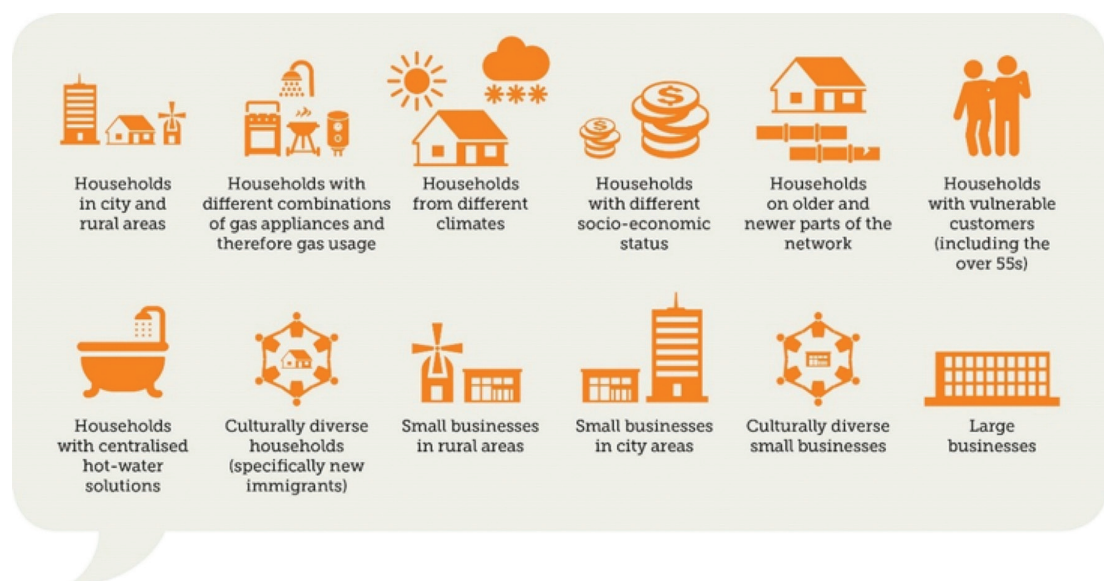 $
$
Households
in city and
rural areas
Households with
different combinations
of gas appliances and
therefore gas usage
Households
from different
climates
Households
with different
socio-economic
status
Households
on older and
newer parts of the
network
Households
with vulnerable
customers
(including the
over 55s)
Households
with centralised
hot-water
solutions
Culturally diverse
households
(specifically new
immigrants)
Small businesses
in rural areas
Small businesses
in city areas
Culturally diverse
small businesses
Large
businesses